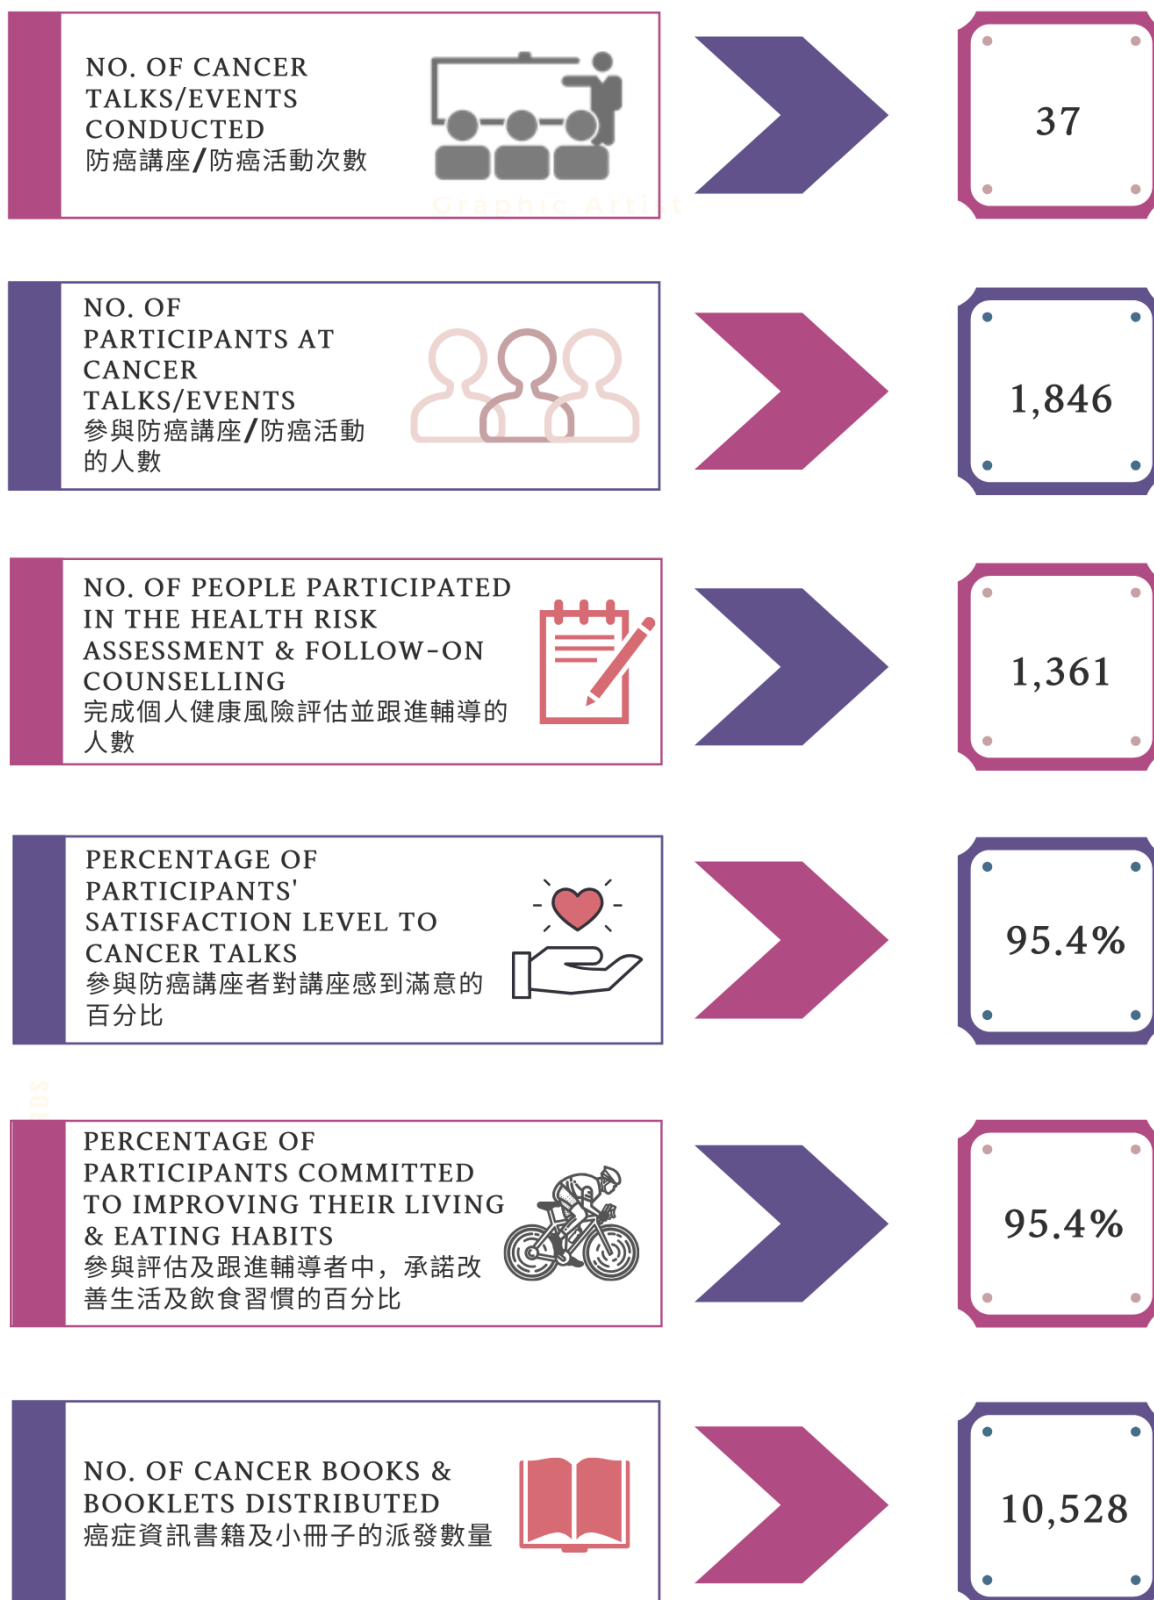 NO. OF CANCER
TALKS/EVENTS
CONDUCTED
防癌講座/防癌活動次數
37
Graphic Artist
NO. OF
PARTICIPANTS AT
CANCER
TALKS/EVENTS
參與防癌講座/防癌活動
的人數
1,846
NO. OF PEOPLE PARTICIPATED
IN THE HEALTH RISK
ASSESSMENT & FOLLOW-ON
COUNSELLING
完成個人健康風險評估並跟進輔導的
人數
1,361
PERCENTAGE OF
PARTICIPANTS'
SATISFACTION LEVEL TO
CANCER TALKS
參與防癌講座者對講座感到滿意的
百分比
95.4%
PERCENTAGE OF
PARTICIPANTS COMMITTED
TO IMPROVING THEIR LIVING
& EATING HABITS
參與評估及跟進輔導者中，承諾改
善生活及飲食習慣的百分比
95.4%
NO. OF CANCER BOOKS &
BOOKLETS DISTRIBUTED
癌症資訊書籍及小冊子的派發數量
10,528